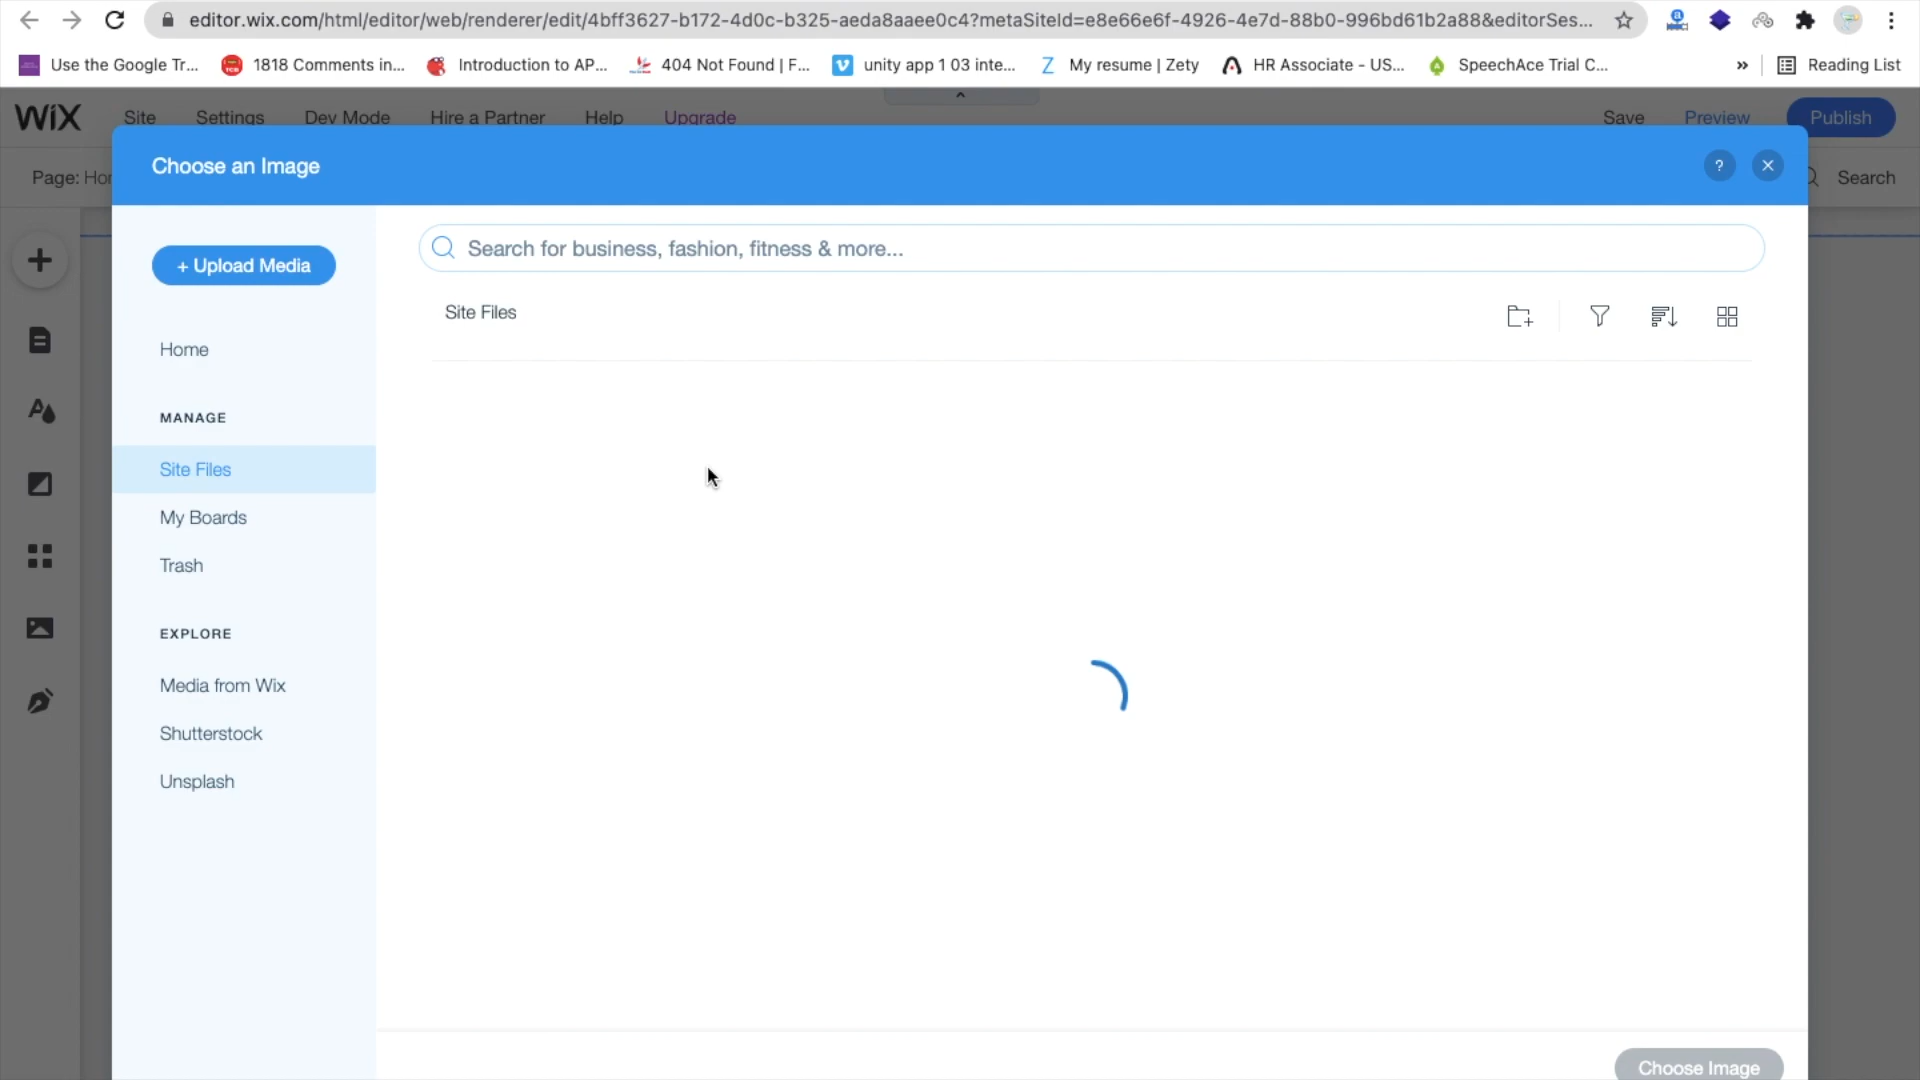 editor.wix.com/html/editor/web/renderer/edit/4bff3627-b172-4d0c-b325-aeda8aaee0c4?metaSiteId=e8e66e6f-4926-4e7d-88b0-996bd61b2a88&editorSes...
Use the Google Tr... 1818 Comments in... Introduction to AP... 404 Not Found | F... unity app 1 03 inte... My resume | Zety HR Associate - US... SpeechAce Trial C... » Reading List
WiX Site Settings Dev Mode Hire a Partner Help Upgrade Save Preview Publish
Page: Hor Search
Choose an Image ?
+ Upload Media
Search for business, fashion, fitness & more...
Site Files
Home
MANAGE
Site Files
My Boards
Trash
EXPLORE
Media from Wix
Shutterstock
Unsplash
Choose Image